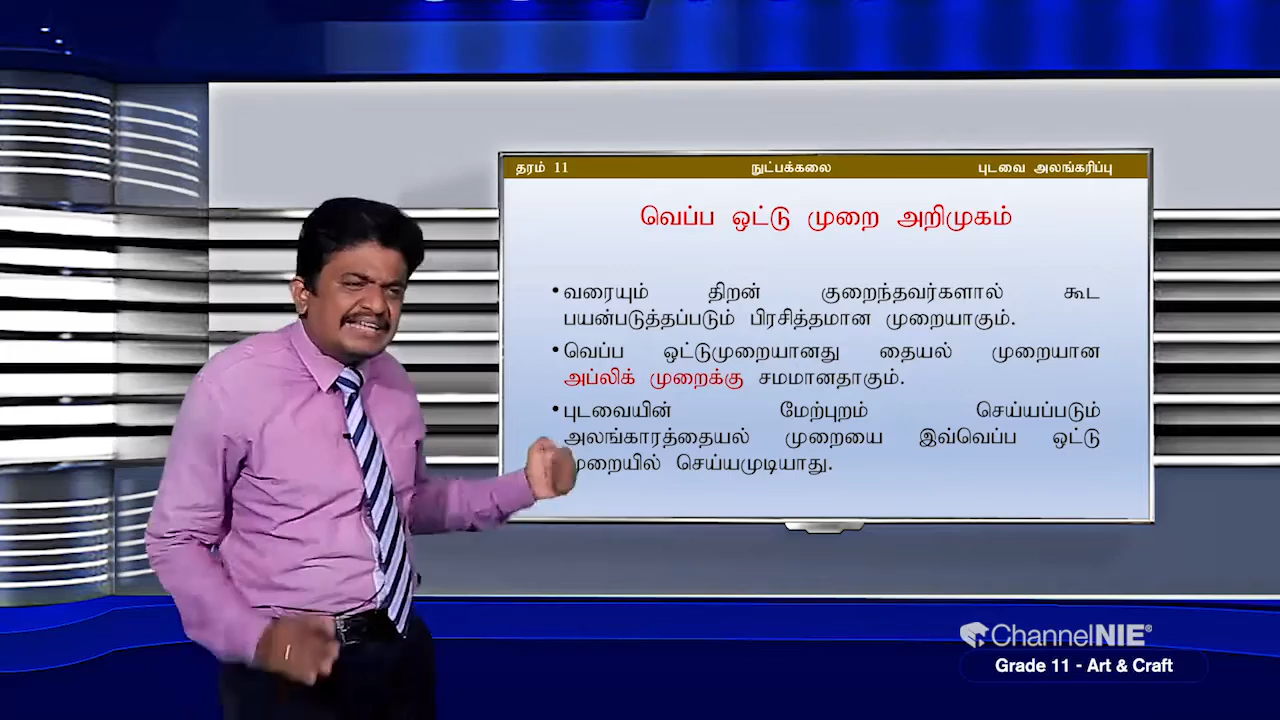 தரம் 11 நுட்பக்கலை புடவை அலங்கரிப்பு
வெப்ப ஒட்டு முறை அறிமுகம்
•வரையும் திறன் குறைந்தவர்களால் கூட
பயன்படுத்தப்படும் பிரசித்தமான முறையாகும்.
•வெப்ப ஒட்டுமுறையானது தையல் முறையான
அப்லிக் முறைக்கு சமமானதாகும்.
•புடவையின் மேற்புறம் செய்யப்படும்
அலங்காரத்தையல் முறையை இவ்வெப்ப ஒட்டு
முறையில் செய்யமுடியாது.
ChannelNIE®
Grade 11 - Art & Craft